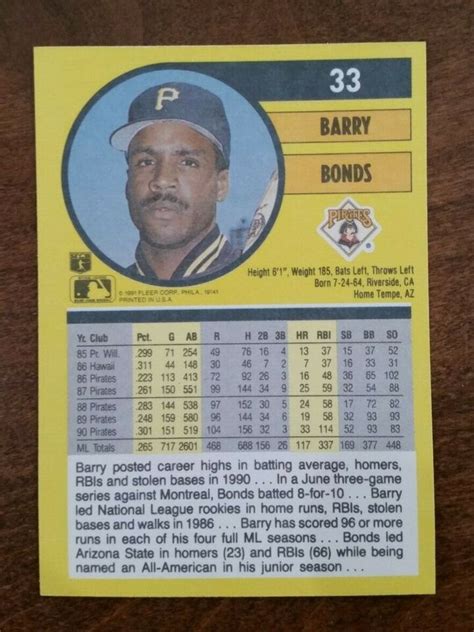 P
33
BARRY
BONDS
PIRATES
© 1991 FLEER CORP., PHILA., 19141
PRINTED IN U.S.A.
Height 6'1", Weight 185, Bats Left, Throws Left
Born 7-24-64, Riverside, CA
Home Tempe, AZ
Yr. Club Pct. G AB R H 2B 3B HR RBI SB BB SO
85 Pr. Will. .299 71 254 49 76 16 4 13 37 15 37 52
86 Hawaii .311 44 148 30 46 7 2 7 37 16 33 31
86 Pirates .223 113 413 72 92 26 3 16 48 36 65 102
87 Pirates .261 150 551 99 144 34 9 25 59 32 54 88
88 Pirates .283 144 538 97 152 30 5 24 58 17 72 82
89 Pirates .248 159 580 96 144 34 6 19 58 32 93 93
90 Pirates .301 151 519 104 156 32 3 33 114 52 93 83
ML Totals .265 717 2601 468 688 156 26 117 337 169 377 448
Barry posted career highs in batting average, homers,
RBIs and stolen bases in 1990 . . . In a June three-game
series against Montreal, Bonds batted 8-for-10 . . . Barry
led National League rookies in home runs, RBIs, stolen
bases and walks in 1986 . . . Barry has scored 96 or more
runs in each of his four full ML seasons . . . Bonds led
Arizona State in homers (23) and RBIs (66) while being
named an All-American in his junior season . . .